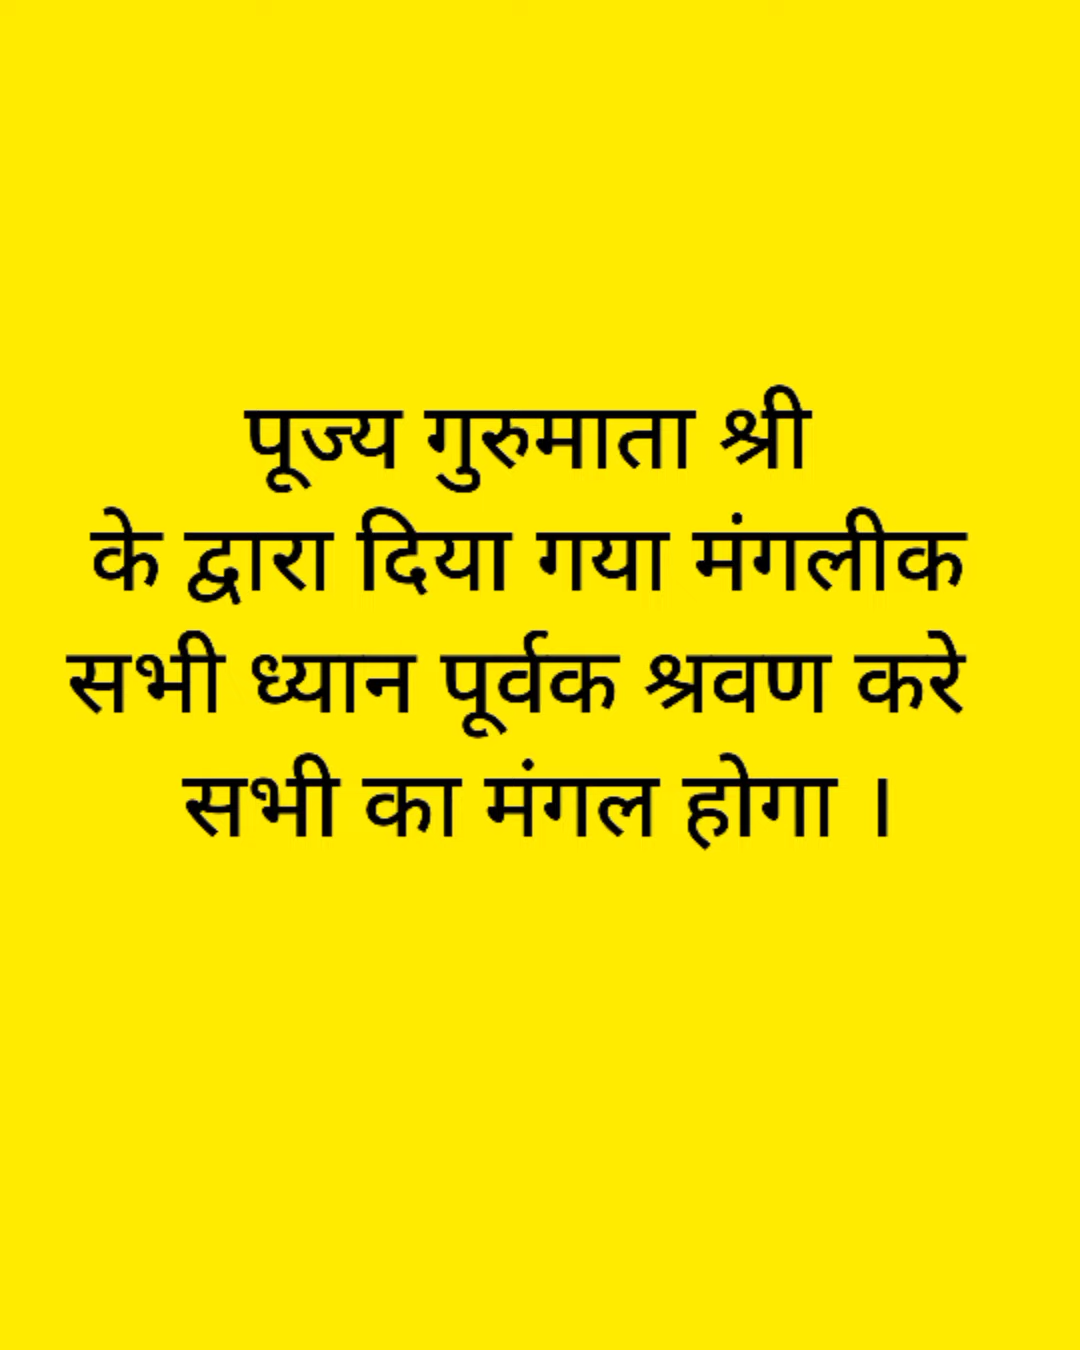 पूज्य गुरुमाता श्री
के द्वारा दिया गया मंगलीक
सभी ध्यान पूर्वक श्रवण करे
सभी का मंगल होगा ।